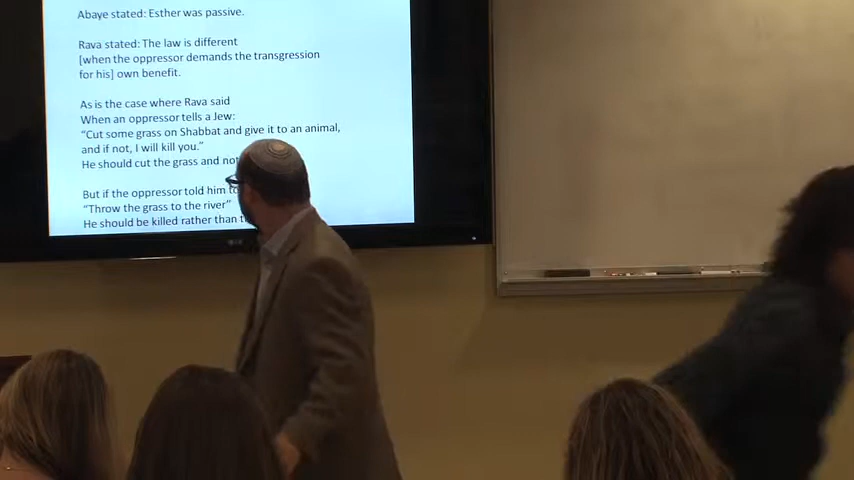 Abaye stated: Esther was passive.
Rava stated: The law is different
[when the oppressor demands the transgression
for his] own benefit.
As is the case where Rava said
When an oppressor tells a Jew:
“Cut some grass on Shabbat and give it to an animal,
and if not, I will kill you.”
He should cut the grass and not
But if the oppressor told him to
“Throw the grass to the river”
He should be killed rather than